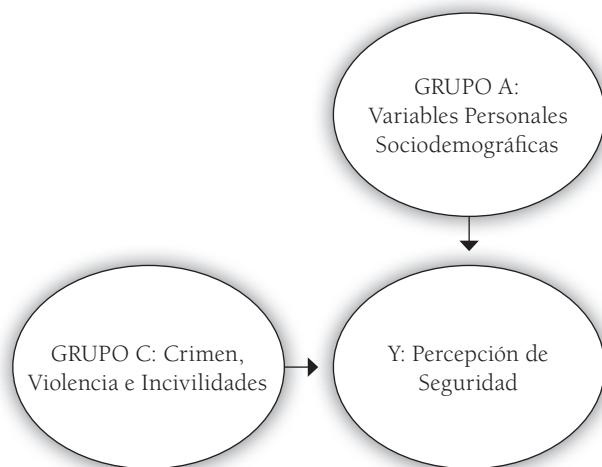 GRUPO A:
Variables Personales
Sociodemográficas
GRUPO C: Crimen,
Violencia e Incivilidades
Y: Percepción de
Seguridad